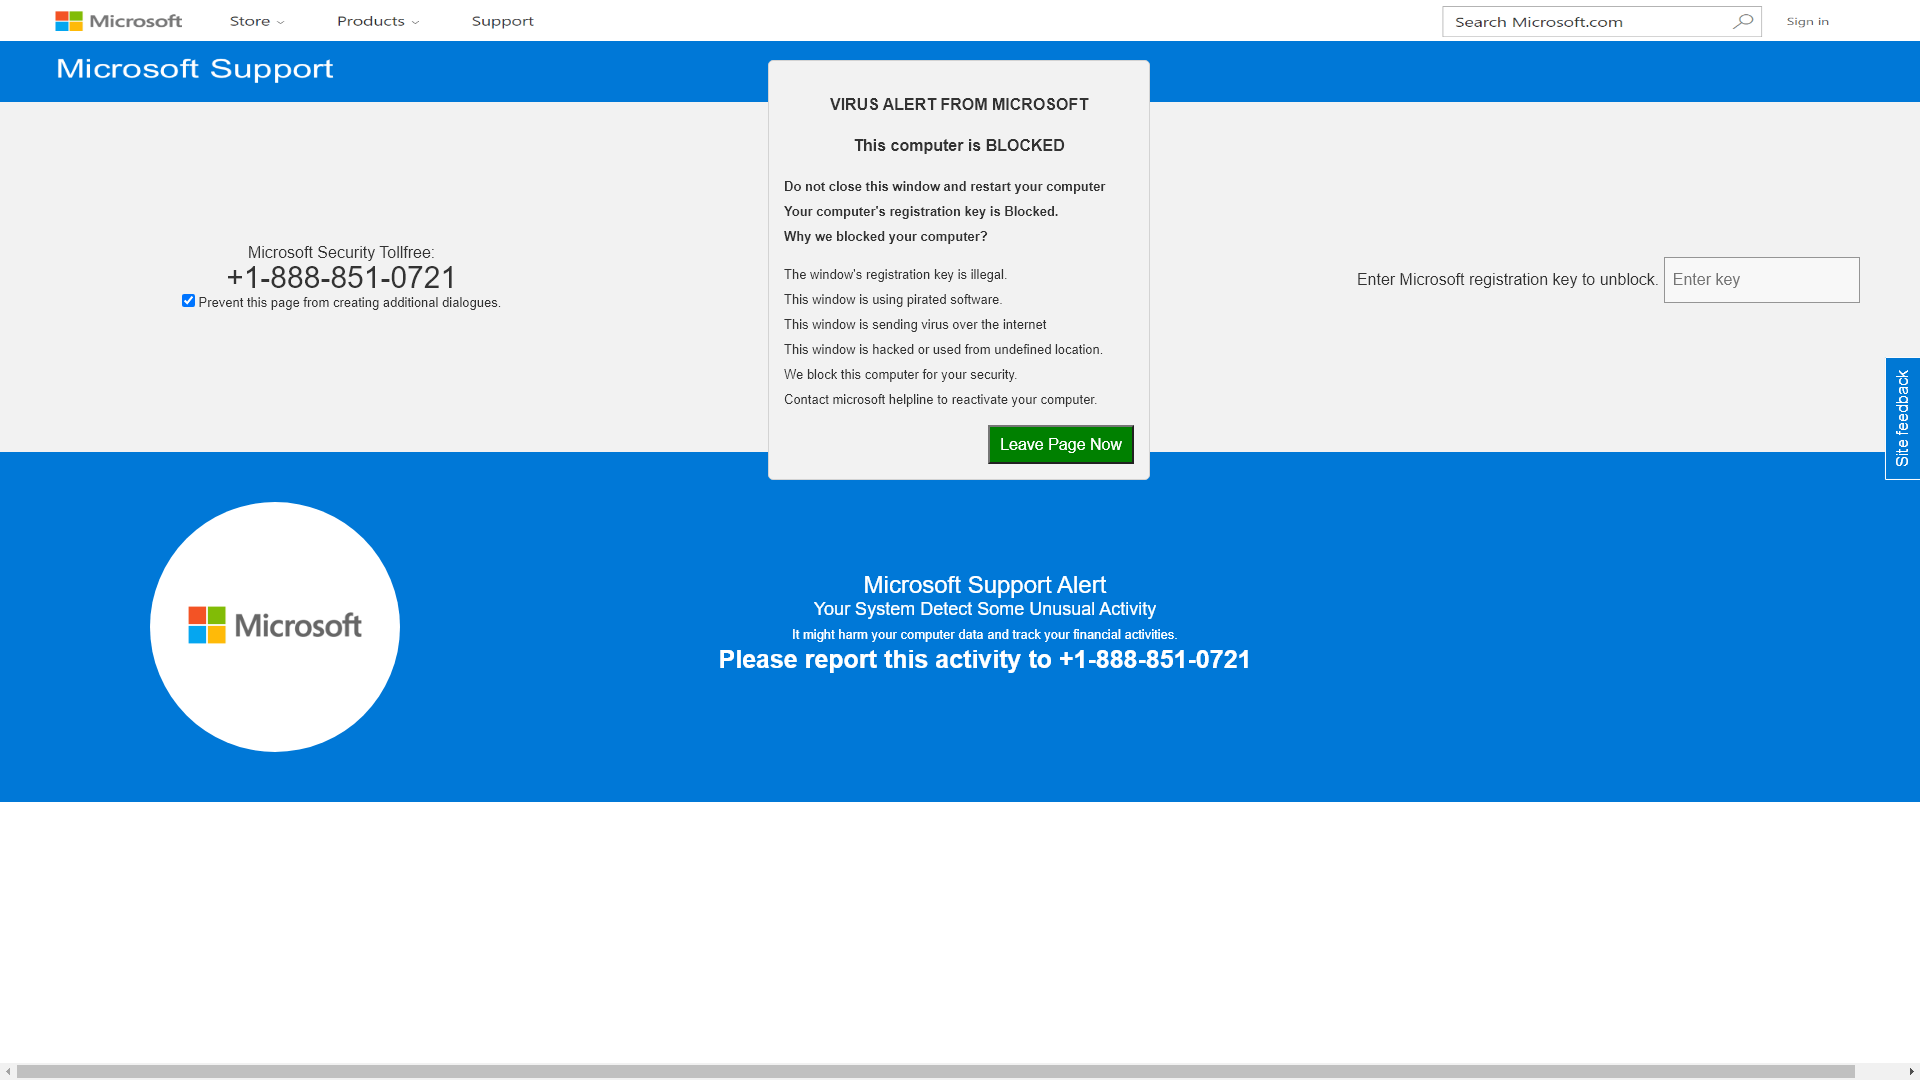 Microsoft
Store
Products
Support
Search Microsoft.com
Sign in
Microsoft Support
VIRUS ALERT FROM MICROSOFT
This computer is BLOCKED
Do not close this window and restart your computer
Your computer's registration key is Blocked.
Why we blocked your computer?
The window's registration key is illegal.
This window is using pirated software.
This window is sending virus over the internet
This window is hacked or used from undefined location.
We block this computer for your security.
Contact microsoft helpline to reactivate your computer.
Leave Page Now
Microsoft Security Tollfree:
+1-888-851-0721
Prevent this page from creating additional dialogues.
Enter Microsoft registration key to unblock.
Enter key
Site feedback
Microsoft
Microsoft Support Alert
Your System Detect Some Unusual Activity
It might harm your computer data and track your financial activities.
Please report this activity to +1-888-851-0721